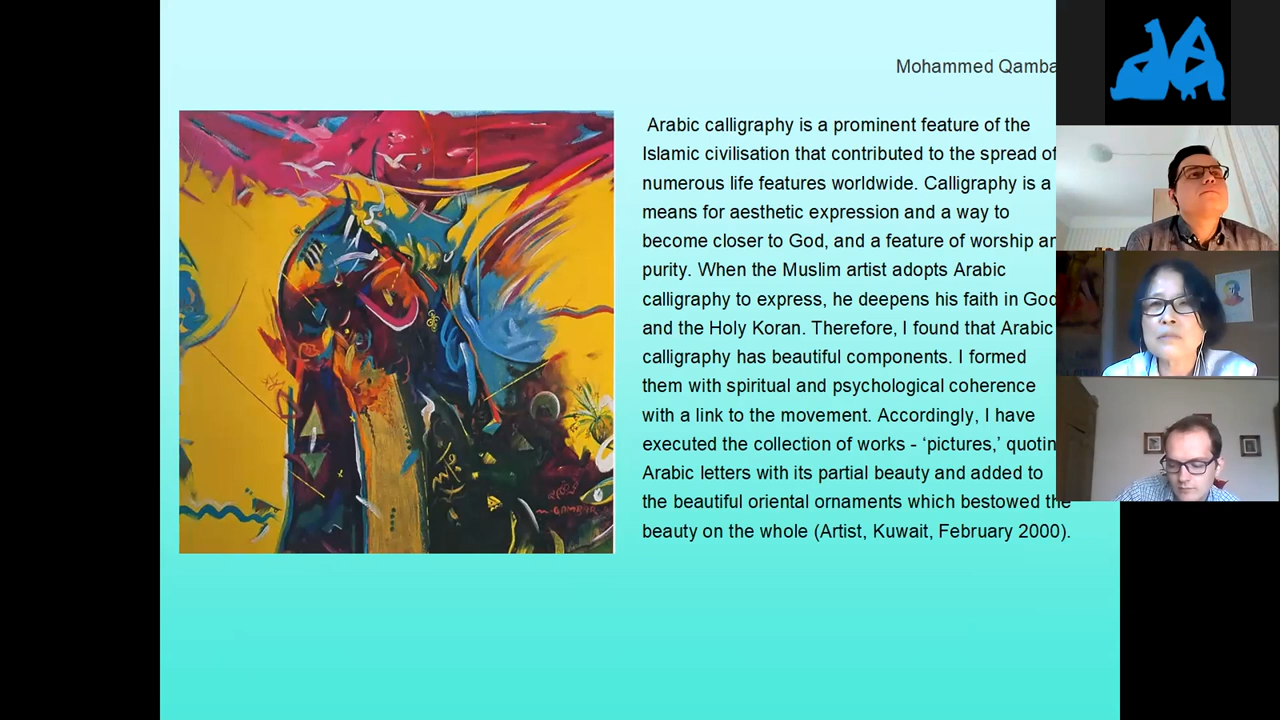 Mohammed Qamba
Arabic calligraphy is a prominent feature of the
Islamic civilisation that contributed to the spread of
numerous life features worldwide. Calligraphy is a
means for aesthetic expression and a way to
become closer to God, and a feature of worship an
purity. When the Muslim artist adopts Arabic
calligraphy to express, he deepens his faith in God
and the Holy Koran. Therefore, I found that Arabic
calligraphy has beautiful components. I formed
them with spiritual and psychological coherence
with a link to the movement. Accordingly, I have
executed the collection of works - ‘pictures,’ quotin
Arabic letters with its partial beauty and added to
the beautiful oriental ornaments which bestowed the
beauty on the whole (Artist, Kuwait, February 2000).